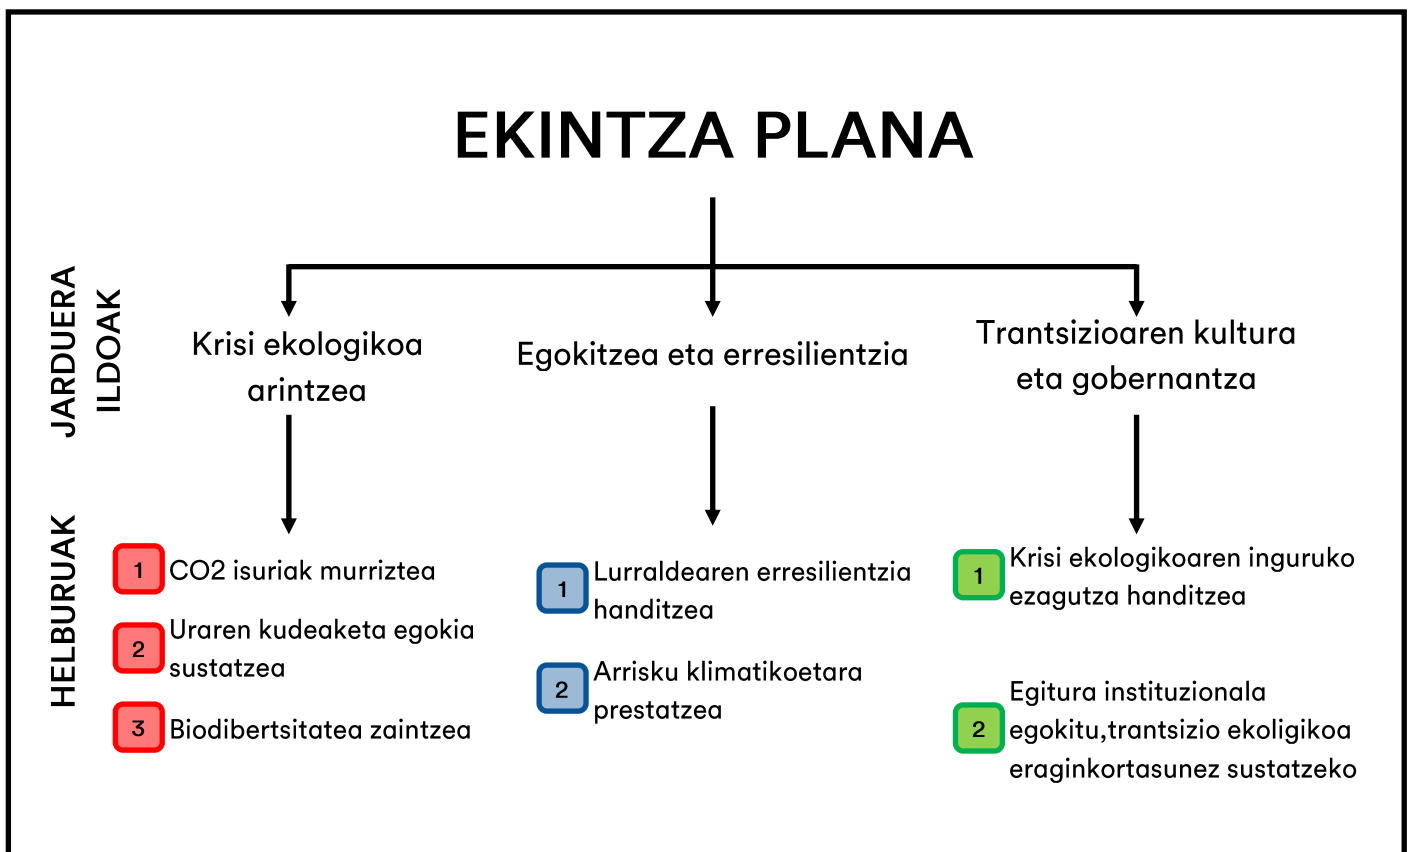 EKINTZA PLANA
JARDUERA
ILDOAK
Krisi ekologikoa
arintzea
Egokitzea eta erresilientzia
Trantsizioaren kultura
eta gobernantza
HELBURUAK
1 CO2 isuriak murriztea
2 Uraren kudeaketa egokia
sustatzea
3 Biodibertsitatea zaintzea
1 Lurraldearen erresilientzia
handitzea
2 Arrisku klimatikoetara
prestatzea
1 Krisi ekologikoaren inguruko
ezagutza handitzea
2 Egitura instituzionala
egokitu,trantsizio ekoligikoa
eraginkortasunez sustatzeko